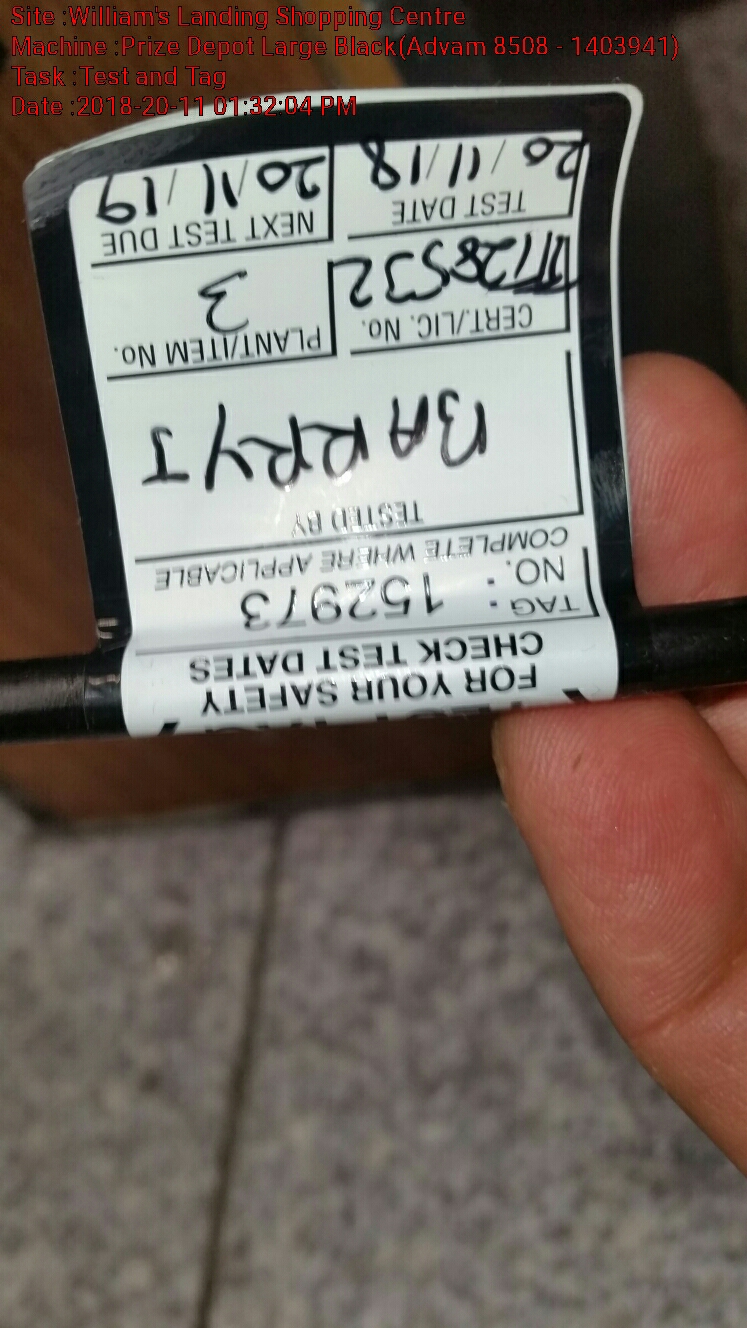 Site :William's Landing Shopping Centre
Machine :Prize Depot Large Black(Advam 8508 - 1403941)
Task :Test and Tag
Date :2018-20-11 01:32:04 PM
FOR YOUR SAFETY
CHECK TEST DATES
TAG NO. : 152973
COMPLETE WHERE APPLICABLE
TESTED BY
BARRY J
CERT./LIC. No. PLANT/ITEM No.
28532 3
TEST DATE NEXT TEST DUE
20/11/18 20/11/19